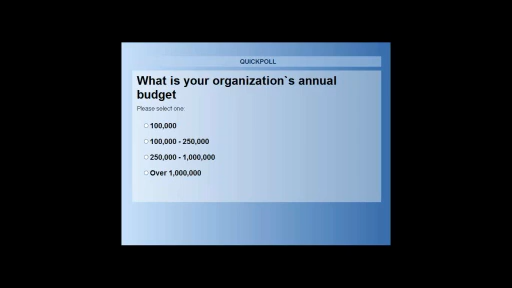 QUICKPOLL
What is your organization`s annual
budget
Please select one:
100,000
100,000 - 250,000
250,000 - 1,000,000
Over 1,000,000